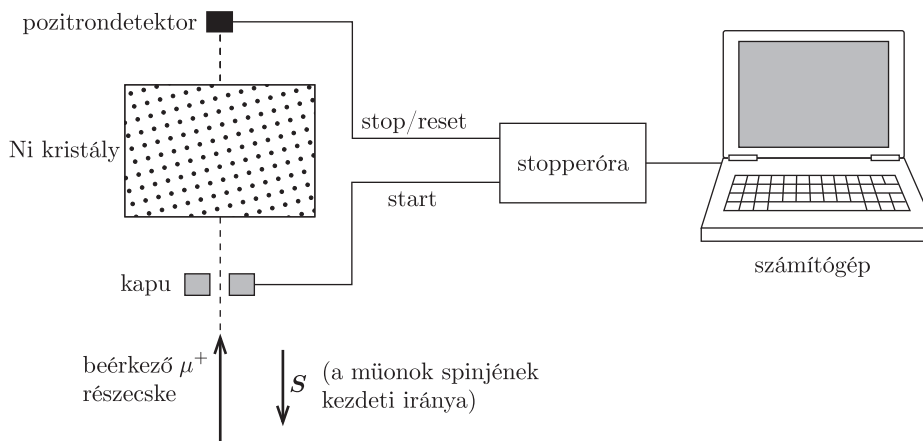 pozitrondetektor
Ni kristály
stop/reset
stopperóra
start
számítógép
kapu
beérkező μ⁺
részecske
S
(a müonok spinjének
kezdeti iránya)